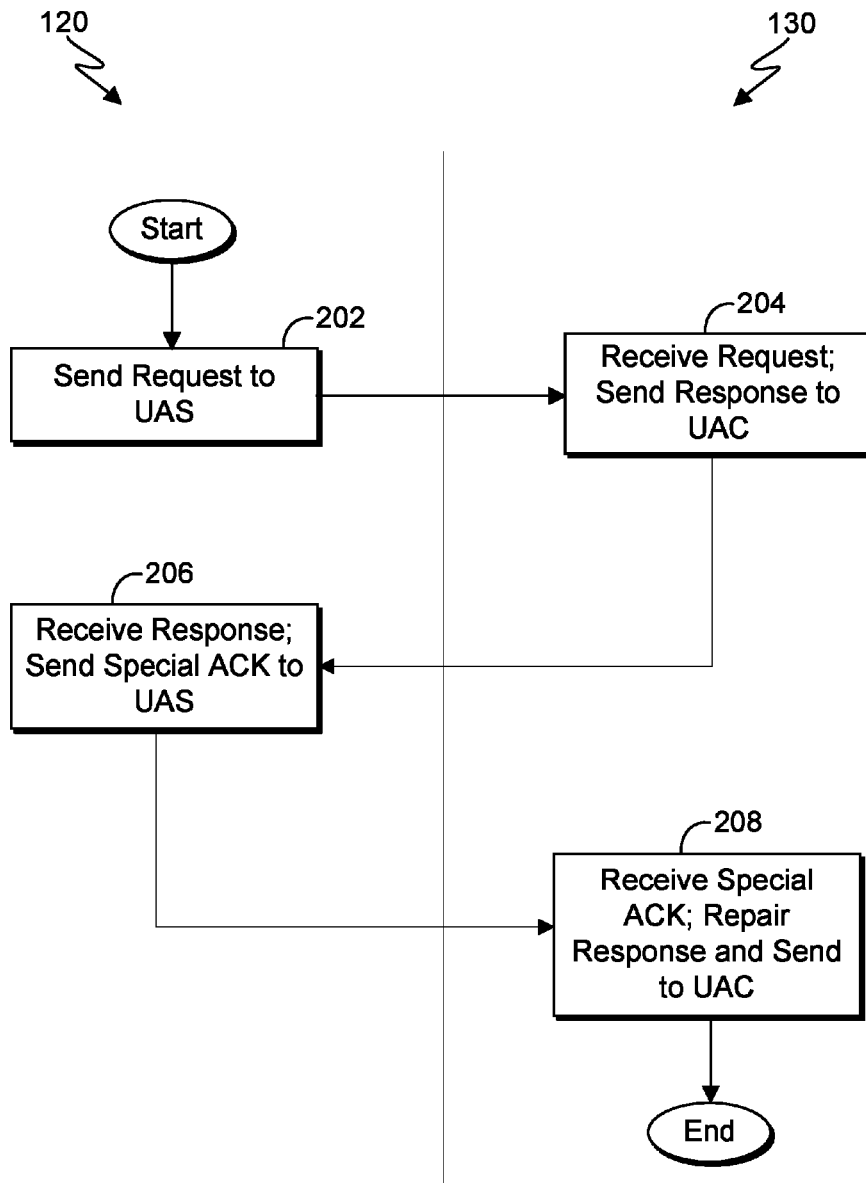 120
130
Start
202
Send Request to
UAS
204
Receive Request;
Send Response to
UAC
206
Receive Response;
Send Special ACK to
UAS
208
Receive Special
ACK; Repair
Response and Send
to UAC
End